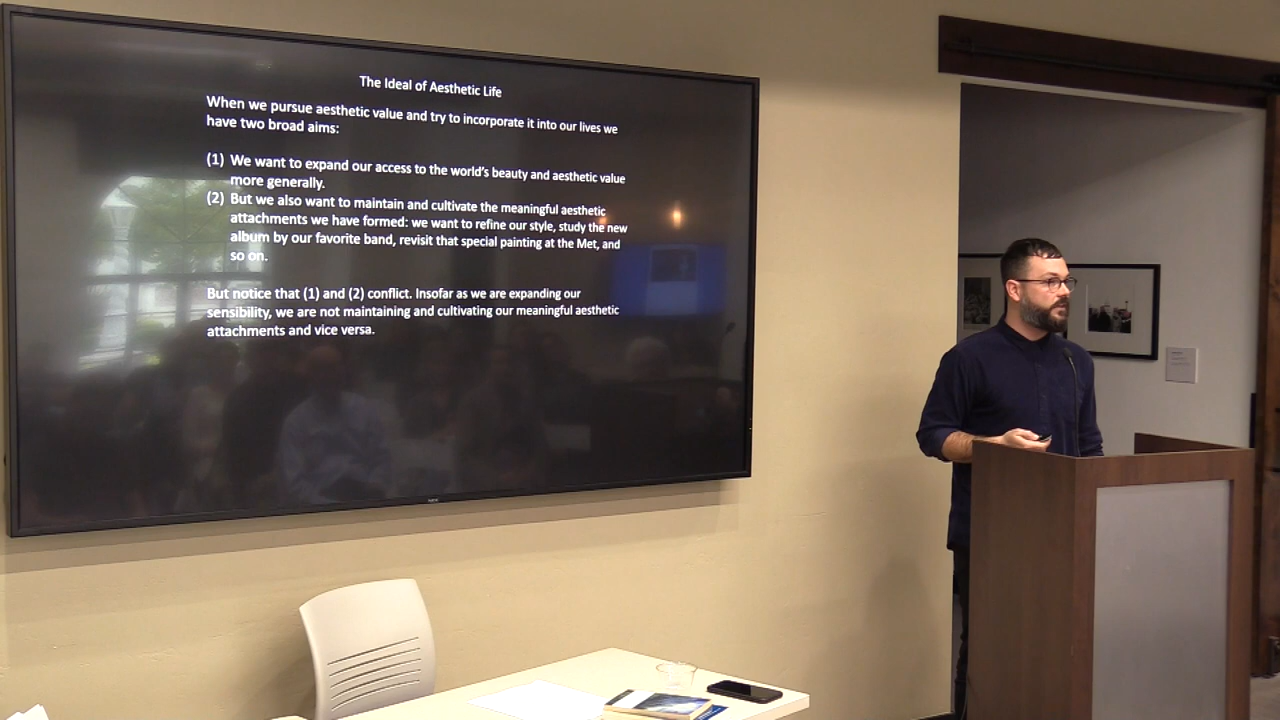 The Ideal of Aesthetic Life
When we pursue aesthetic value and try to incorporate it into our lives we
have two broad aims:
(1) We want to expand our access to the world's beauty and aesthetic value
more generally.
(2) But we also want to maintain and cultivate the meaningful aesthetic
attachments we have formed: we want to refine our style, study the new
album by our favorite band, revisit that special painting at the Met, and
so on.
But notice that (1) and (2) conflict. Insofar as we are expanding our
sensibility, we are not maintaining and cultivating our meaningful aesthetic
attachments and vice versa.